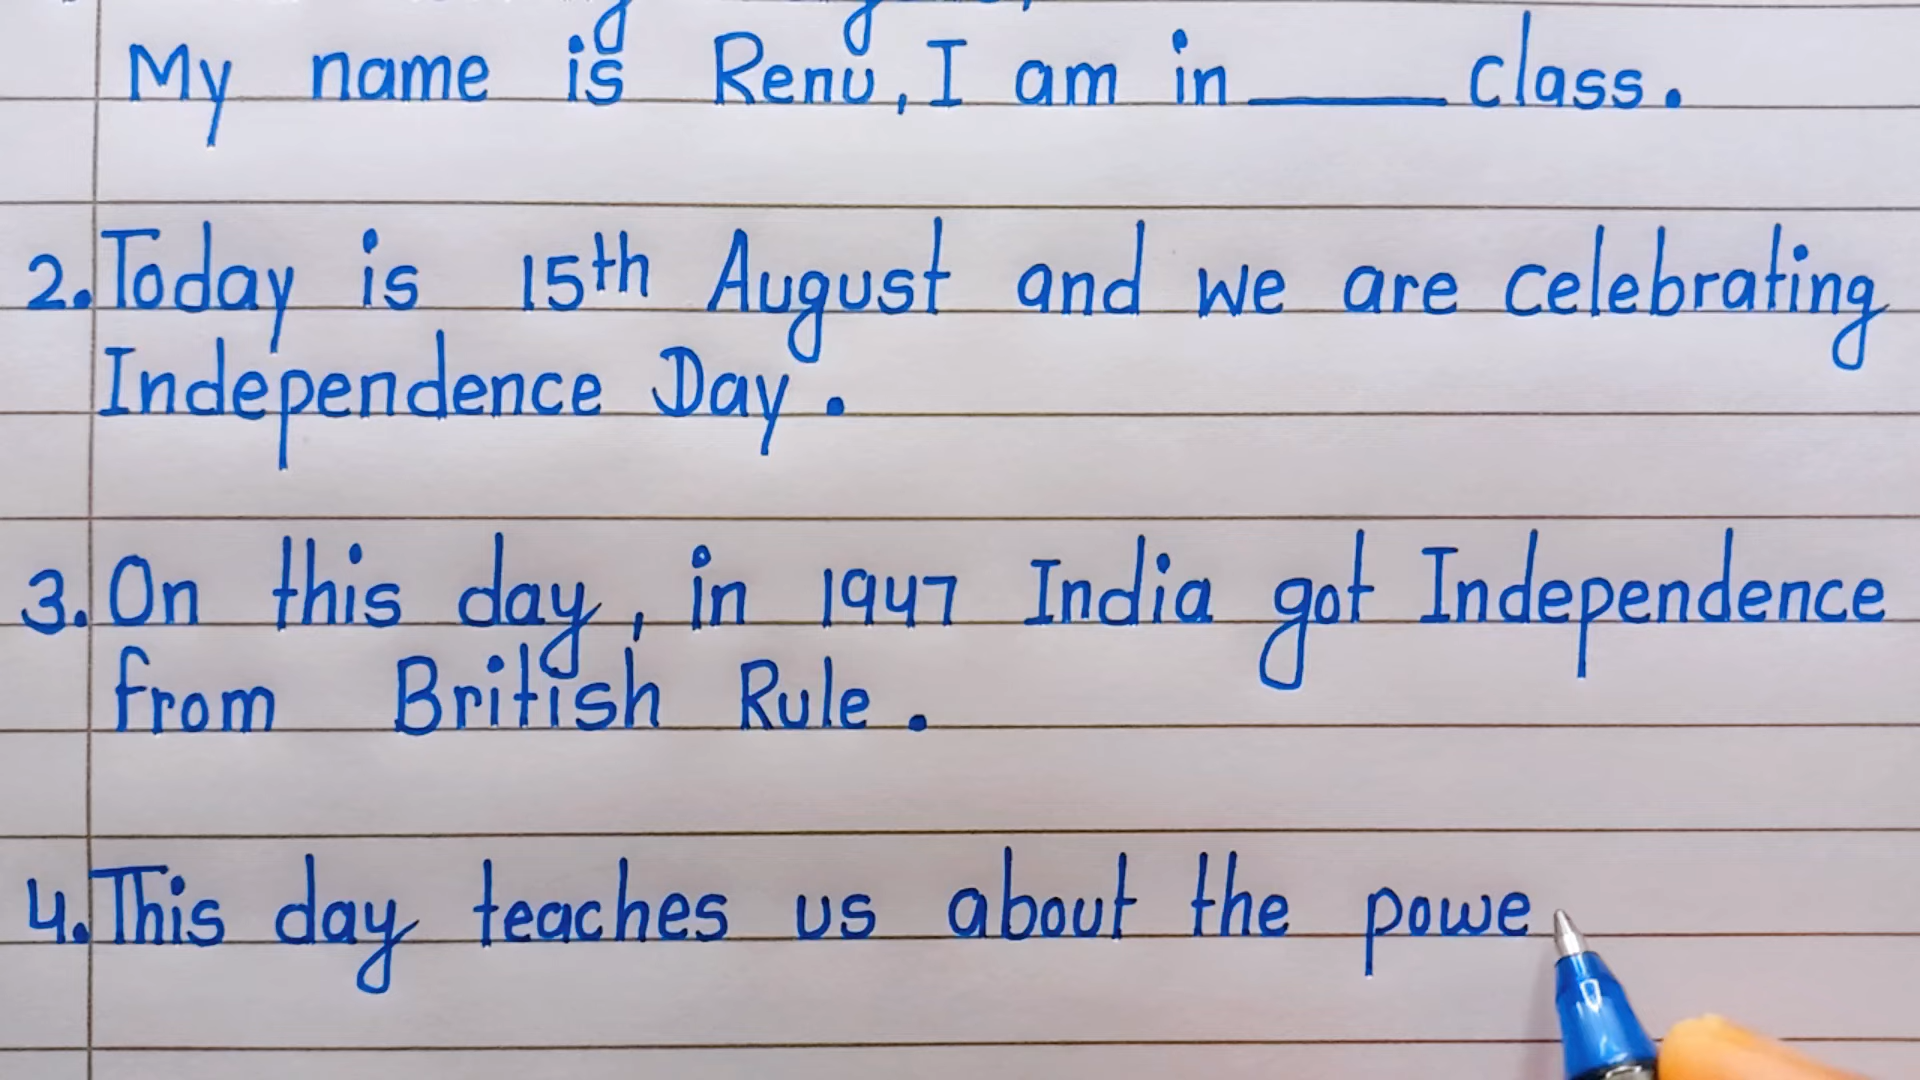 My name is Renu, I am in _____ class.
2. Today is 15th August and we are celebrating
Independence Day.
3. On this day, in 1947 India got Independence
from British Rule.
4. This day teaches us about the powe